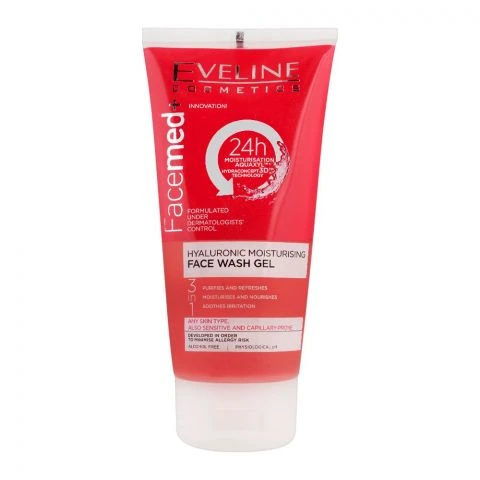 EVELINE
COSMETICS
Facemed+
INNOVATION!
24h
MOISTURISATION
AQUAXYL™
HYDRACONCEPT 3D
TECHNOLOGY
FORMULATED
UNDER
DERMATOLOGISTS'
CONTROL
HYALURONIC MOISTURISING
FACE WASH GEL
3 in 1
PURIFIES AND REFRESHES
MOISTURISES AND NOURISHES
SOOTHES IRRITATION
ANY SKIN TYPE,
ALSO SENSITIVE AND CAPILLARY-PRONE
DEVELOPED IN ORDER
TO MINIMISE ALLERGY RISK
ALCOHOL FREE PHYSIOLOGICAL pH